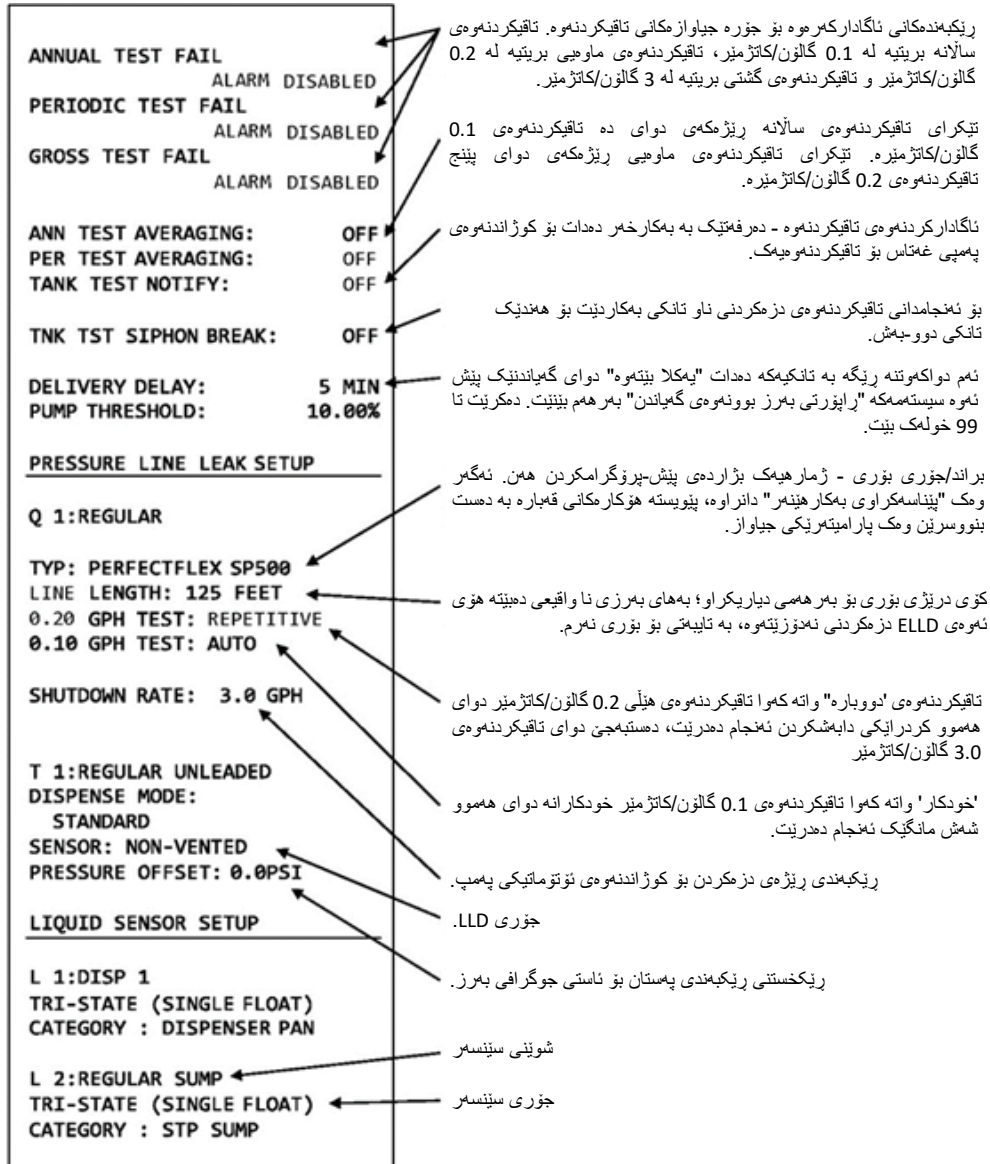 ANNUAL TEST FAIL
ALARM DISABLED
PERIODIC TEST FAIL
ALARM DISABLED
GROSS TEST FAIL
ALARM DISABLED
ANN TEST AVERAGING: OFF
PER TEST AVERAGING: OFF
TANK TEST NOTIFY: OFF
TNK TST SIPHON BREAK: OFF
DELIVERY DELAY: 5 MIN
PUMP THRESHOLD: 10.00%
PRESSURE LINE LEAK SETUP
Q 1:REGULAR
TYP: PERFECTFLEX SP500
LINE LENGTH: 125 FEET
0.20 GPH TEST: REPETITIVE
0.10 GPH TEST: AUTO
SHUTDOWN RATE: 3.0 GPH
T 1:REGULAR UNLEADED
DISPENSE MODE:
STANDARD
SENSOR: NON-VENTED
PRESSURE OFFSET: 0.0PSI
LIQUID SENSOR SETUP
L 1:DISP 1
TRI-STATE (SINGLE FLOAT)
CATEGORY : DISPENSER PAN
L 2:REGULAR SUMP
TRI-STATE (SINGLE FLOAT)
CATEGORY : STP SUMP
ڕێکبەندەکانی ئاگادارکەرەوە بۆ جۆرە جیاوازەکانی تاقیکردنەوە. تاقیکردنەوەی
ساڵانە بریتیە لە 0.1 گالۆن/کاتژمێر، تاقیکردنەوەی ماوەیی بریتیە لە 0.2
گالۆن/کاتژمێر و تاقیکردنەوەی گشتی بریتیە لە 3 گالۆن/کاتژمێر.
تێکرای تاقیکردنەوەی ساڵانە ڕێژەکەی دوای دە تاقیکردنەوەی 0.1
گالۆن/کاتژمێرە. تێکرای تاقیکردنەوەی ماوەیی ڕێژەکەی دوای پێنج
تاقیکردنەوەی 0.2 گالۆن/کاتژمێرە.
ئاگادارکردنەوەی تاقیکردنەوە - دەرفەتێک بە بەکارخەر دەدات بۆ کوژاندنەوەی
پەمپی غەتاس بۆ تاقیکردنەوەیەک.
بۆ ئەنجامدانی تاقیکردنەوەی دزەکردنی ناو تانکی بەکاردێت بۆ هەندێک
تانکی دوو-بەش.
ئەم دواکەوتنە ڕێگە بە تانکیەکە دەدات "یەکلا بێتەوە" دوای گەیاندنێک پێش
ئەوە سیستەمەکە "ڕاپۆرتی بەرز بوونەوەی گەیاندن" بەرهەم بێنێت. دەکرێت تا
99 خولەک بێت.
براند/جۆری بۆری - ژمارهیەک بژاردەی پێش-پرۆگرامکردن هەن. ئەگەر
وەک "پێناسەکراوی بەکارهێنەر" دانراوە، پێویستە هۆکارەکانی قەبارە بە دەست
بنووسرێن وەک پارامیتەرێکی جیاواز.
کۆی درێژی بۆری بۆ بەرهەمی دیاریکراو؛ بەهای بەرزی نا واقیعی دەبێتە هۆی
ئەوەی ELLD دزەکردنی نەدۆزێتەوە، بە تایبەتی بۆ بۆری نەرم.
تاقیکردنەوەی 'دووبارە" واتە کەوا تاقیکردنەوەی هێڵی 0.2 گالۆن/کاتژمێر دوای
هەموو کردراێکی دابەشکردن ئەنجام دەدرێت، دەستبەجێ دوای تاقیکردنەوەی
3.0 گالۆن/کاتژمێر
'خودکار' واتە کەوا تاقیکردنەوەی 0.1 گالۆن/کاتژمێر خودکارانە دوای هەموو
شەش مانگێک ئەنجام دەدرێت.
ڕێکبەندی ڕێژەی دزەکردن بۆ کوژاندنەوەی ئۆتۆماتیکی پەمپ.
جۆری LLD.
ڕێکخستنی ڕێکبەندی پەستان بۆ ئاستی جوگرافی بەرز.
شوێنی سێنسەر
جۆری سێنسەر